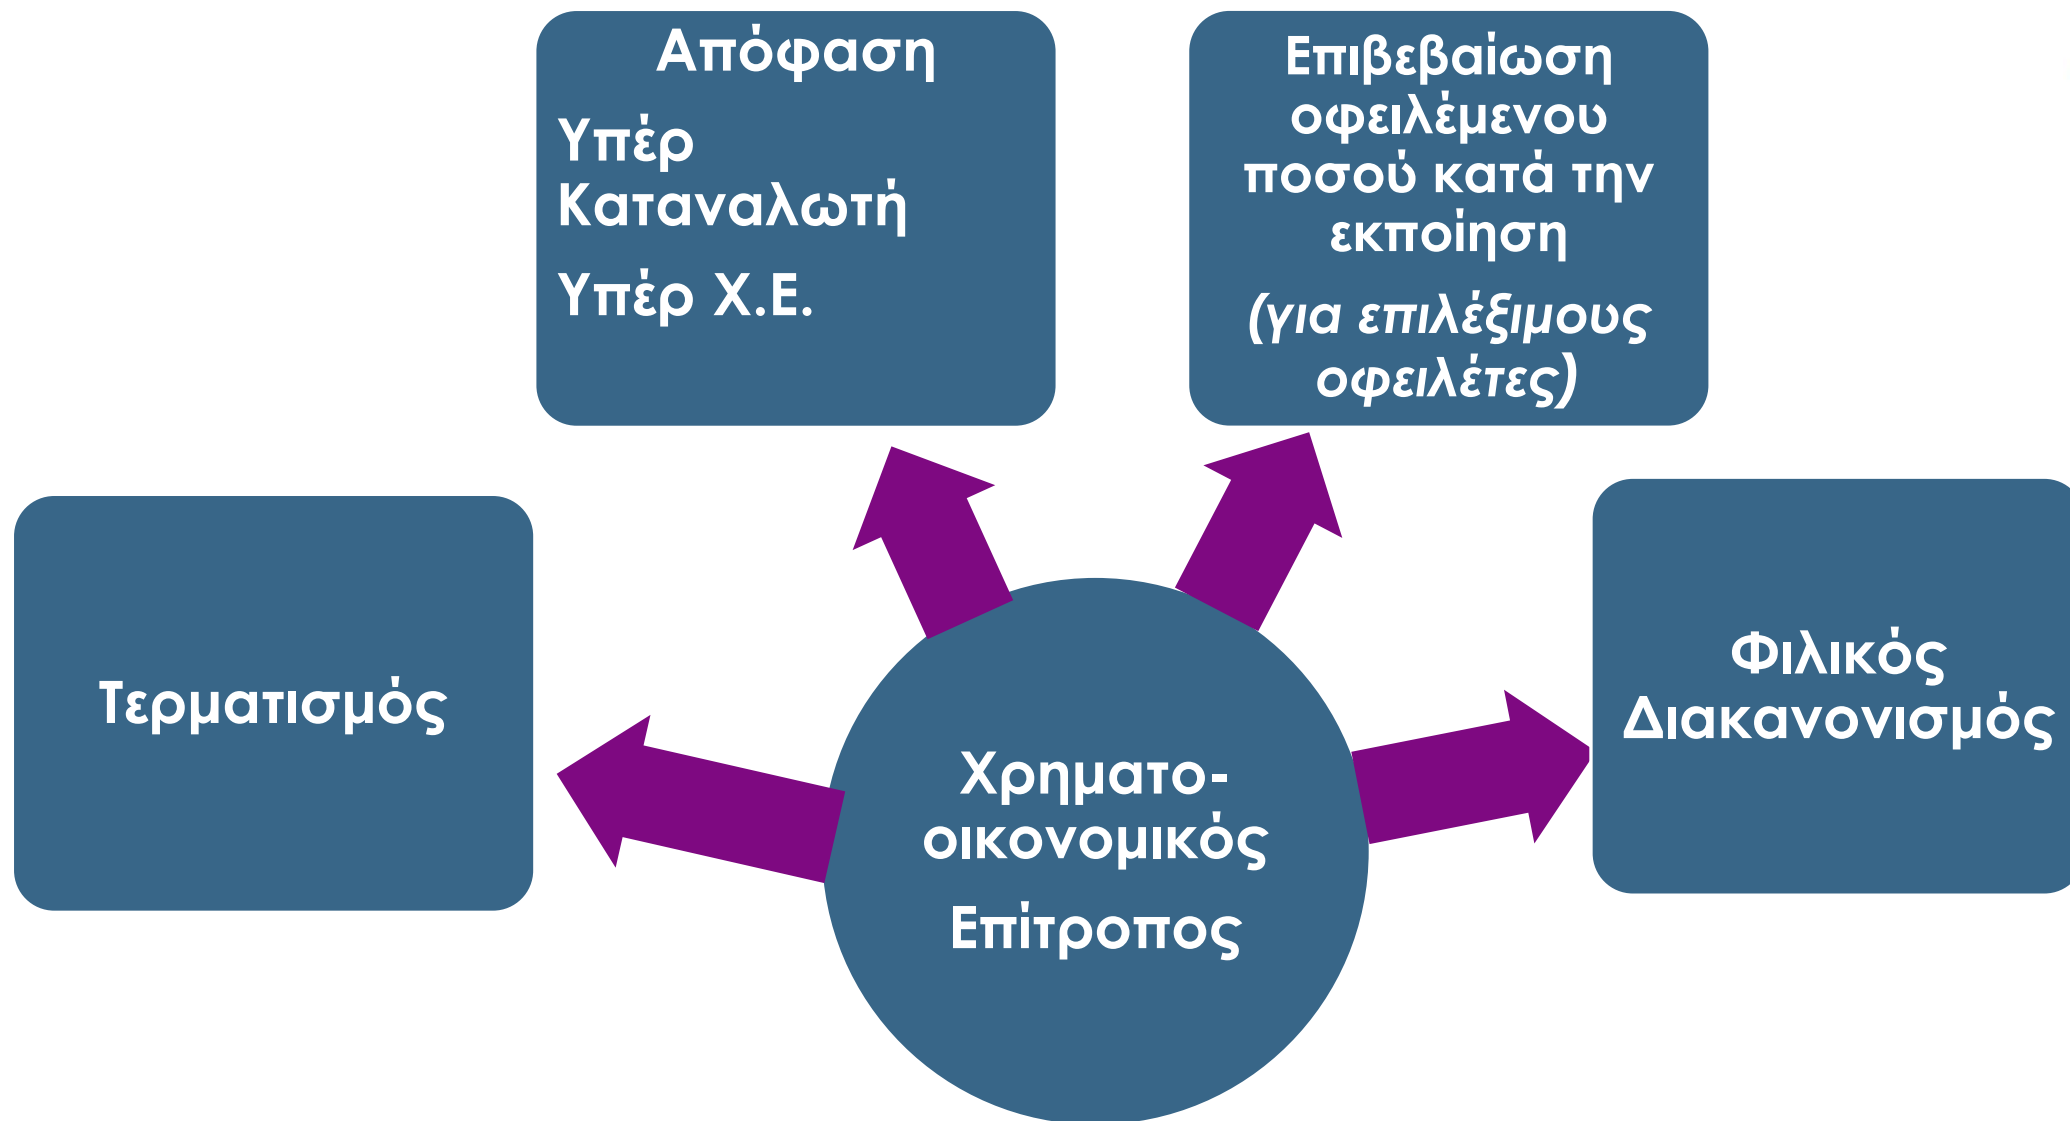 Απόφαση
Υπέρ
Καταναλωτή
Υπέρ Χ.Ε.
Επιβεβαίωση
οφειλέμενου
ποσού κατά την
εκποίηση
(για επιλέξιμους
οφειλέτες)
Τερματισμός
Φιλικός
Διακανονισμός
Χρηματο-
οικονομικός
Επίτροπος